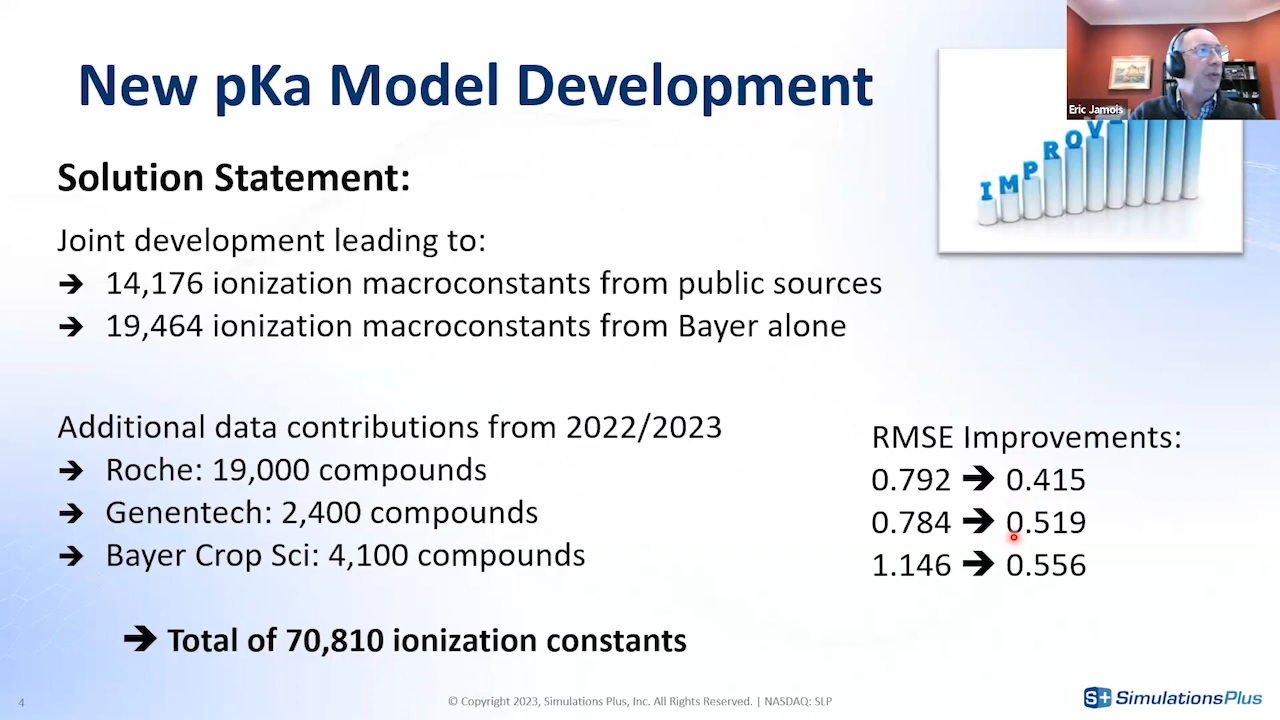 New pKa Model Development
Eric Jamois
IMPROV
Solution Statement:
Joint development leading to:
➔ 14,176 ionization macroconstants from public sources
➔ 19,464 ionization macroconstants from Bayer alone
Additional data contributions from 2022/2023
➔ Roche: 19,000 compounds
➔ Genentech: 2,400 compounds
➔ Bayer Crop Sci: 4,100 compounds
➔ Total of 70,810 ionization constants
RMSE Improvements:
0.792 ➔ 0.415
0.784 ➔ 0.519
1.146 ➔ 0.556
4
© Copyright 2023, Simulations Plus, Inc. All Rights Reserved. | NASDAQ: SLP
S+ SimulationsPlus